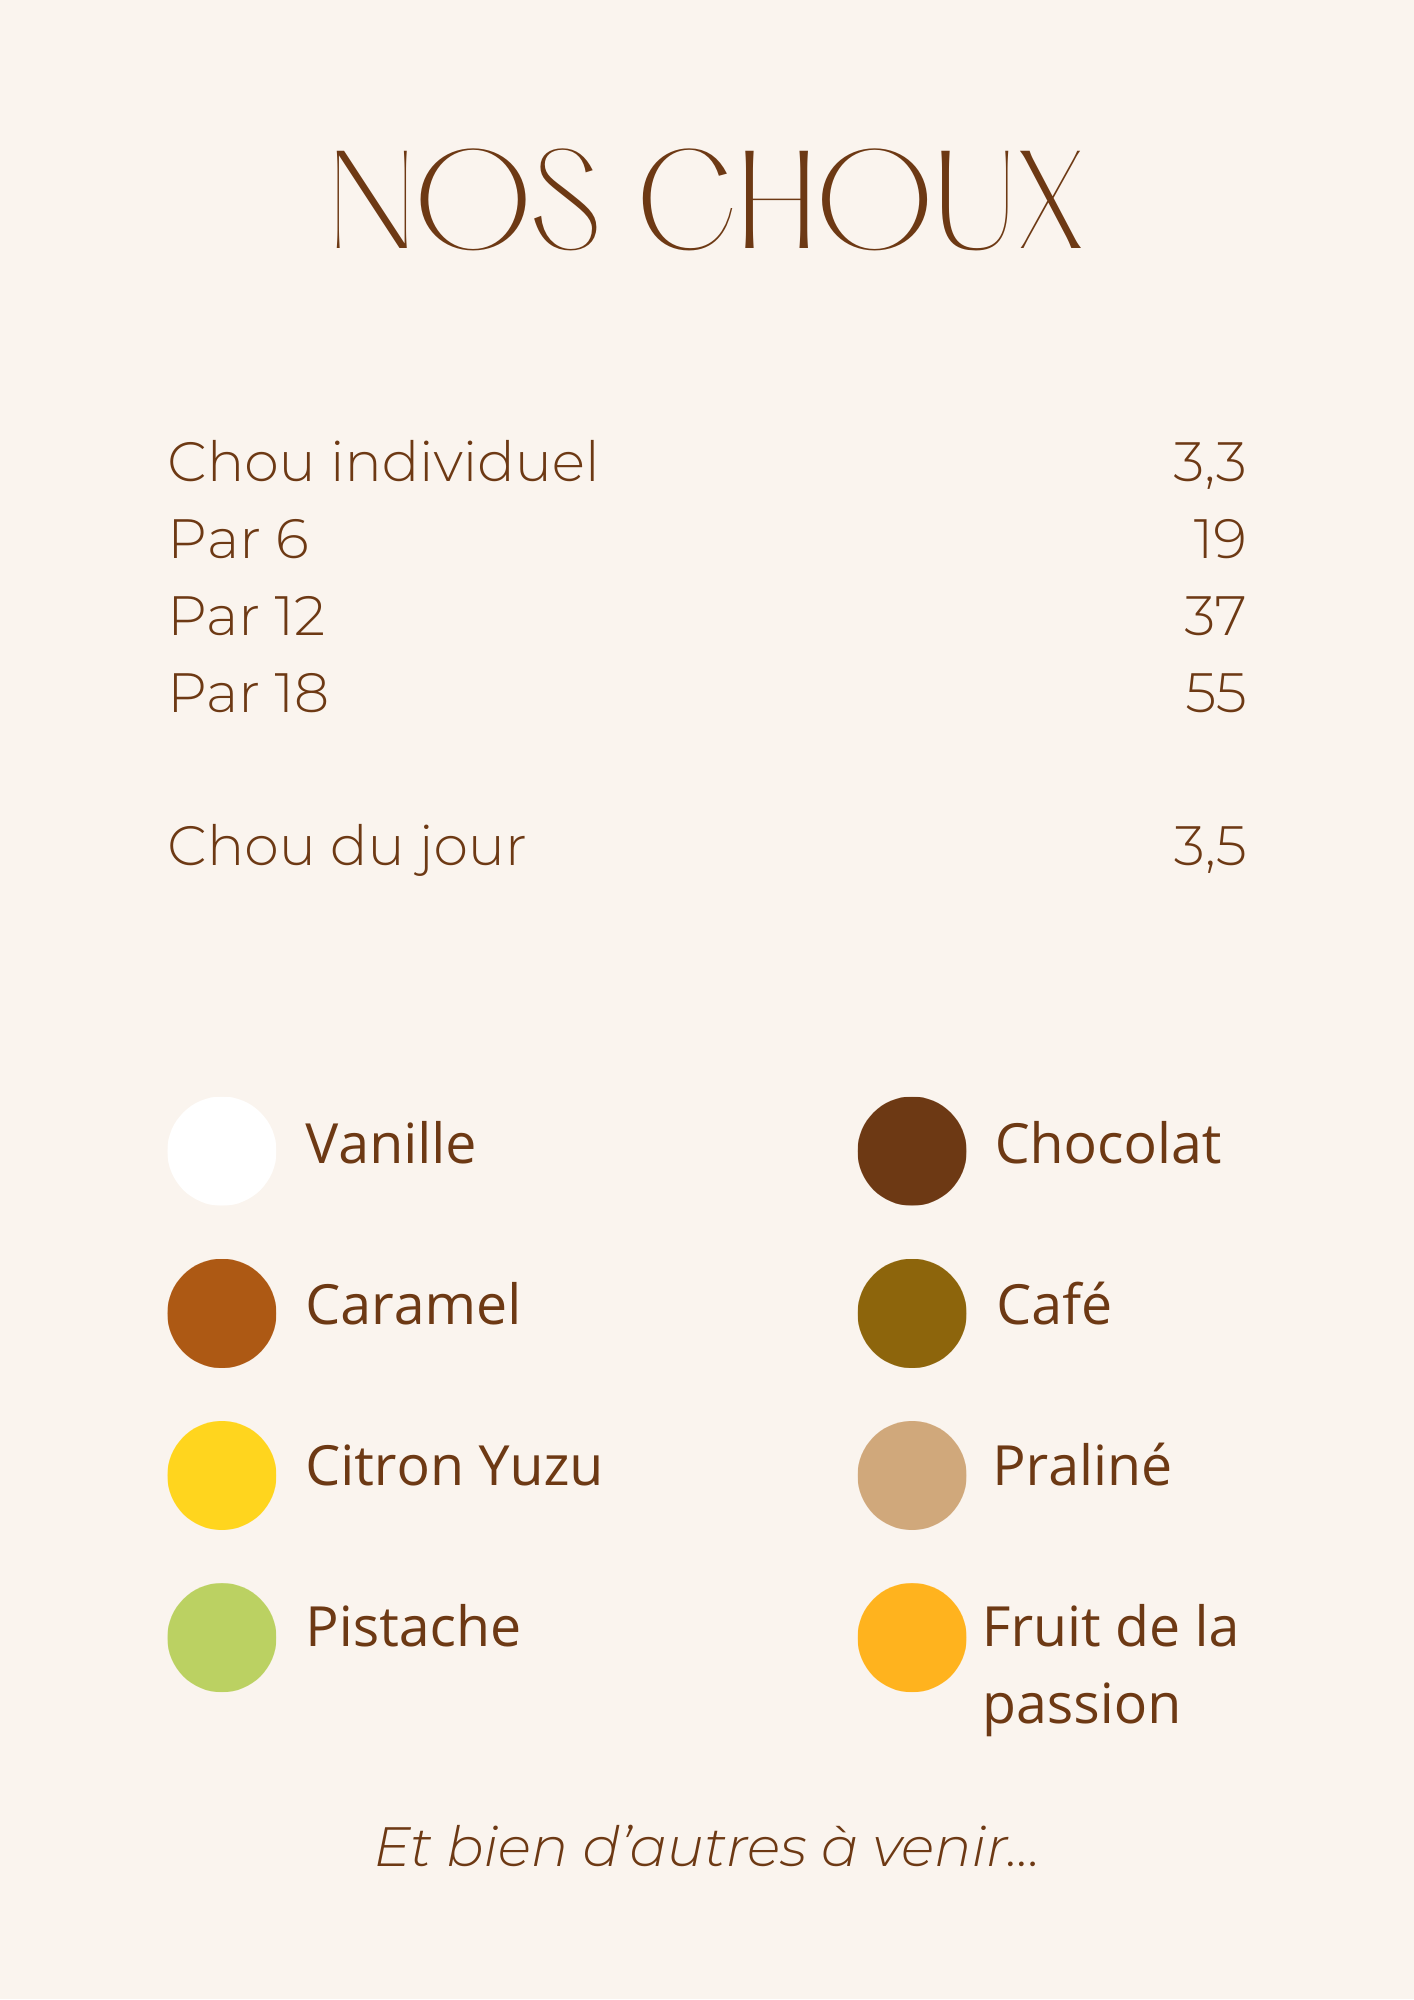 NOS CHOUX
Chou individuel 3,3
Par 6 19
Par 12 37
Par 18 55
Chou du jour 3,5
Vanille Chocolat
Caramel Café
Citron Yuzu Praliné
Pistache Fruit de la
passion
Et bien d’autres à venir...